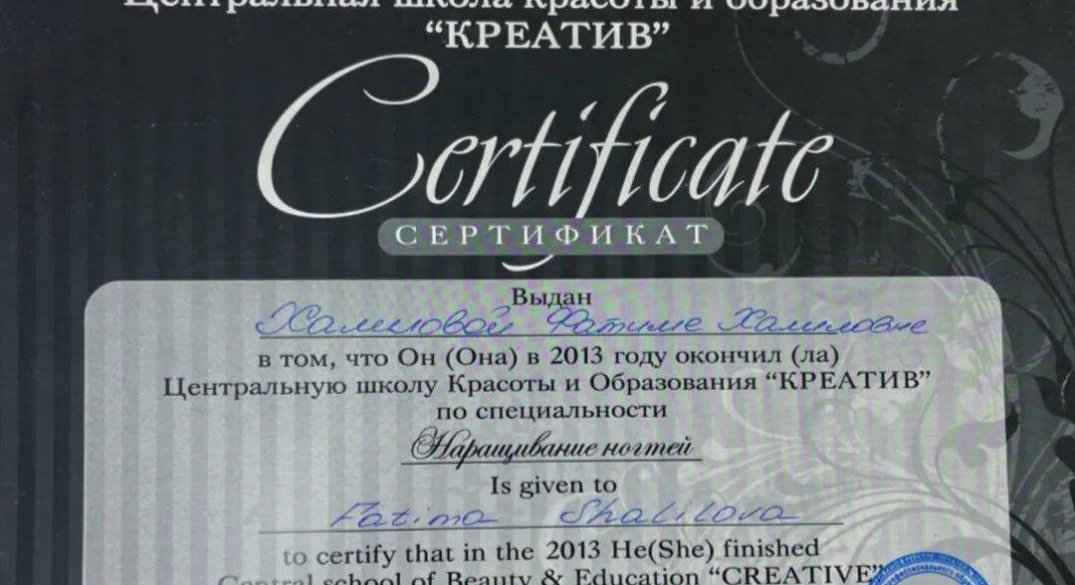 Центральная школа красоты и образования
“КРЕАТИВ”
Certificate
СЕРТИФИКАТ
Выдан
Халиловой Фатиме Халиловне
в том, что Он (Она) в 2013 году окончил (ла)
Центральную школу Красоты и Образования “КРЕАТИВ”
по специальности
Наращивание ногтей
Is given to
Fatima Shalilova
to certify that in the 2013 He(She) finished
Central school of Beauty & Education “CREATIVE”